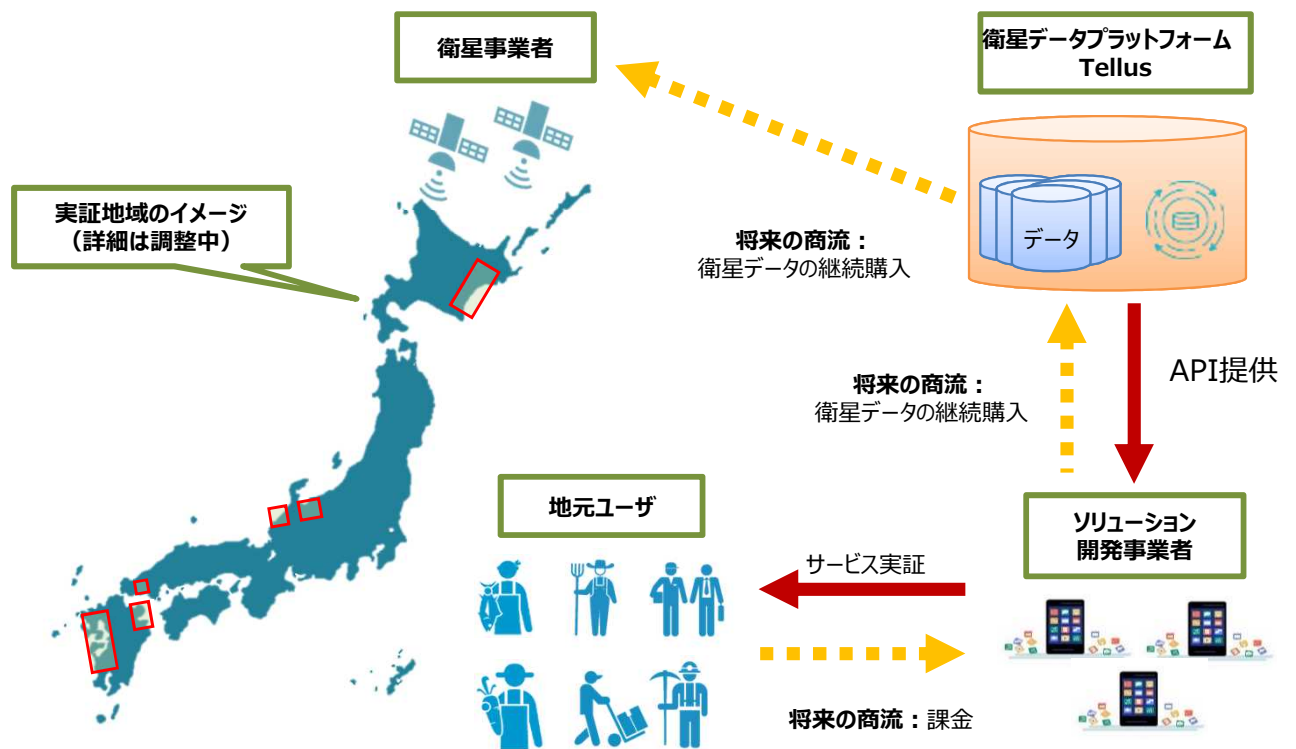 衛星事業者
衛星データプラットフォーム
Tellus
実証地域のイメージ
（詳細は調整中）
データ
将来の商流：
衛星データの継続購入
API提供
将来の商流：
衛星データの継続購入
地元ユーザ
ソリューション
開発事業者
サービス実証
将来の商流：課金